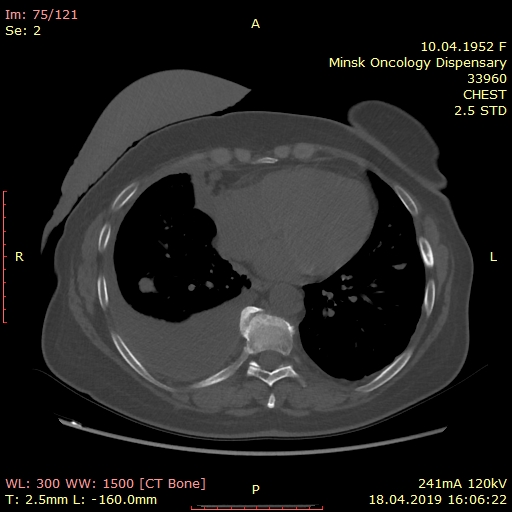 Im: 75/121
Se: 2
A
10.04.1952 F
Minsk Oncology Dispensary
33960
CHEST
2.5 STD
R
L
WL: 300 WW: 1500 [CT Bone]
T: 2.5mm L: -160.0mm
P
241mA 120kV
18.04.2019 16:06:22